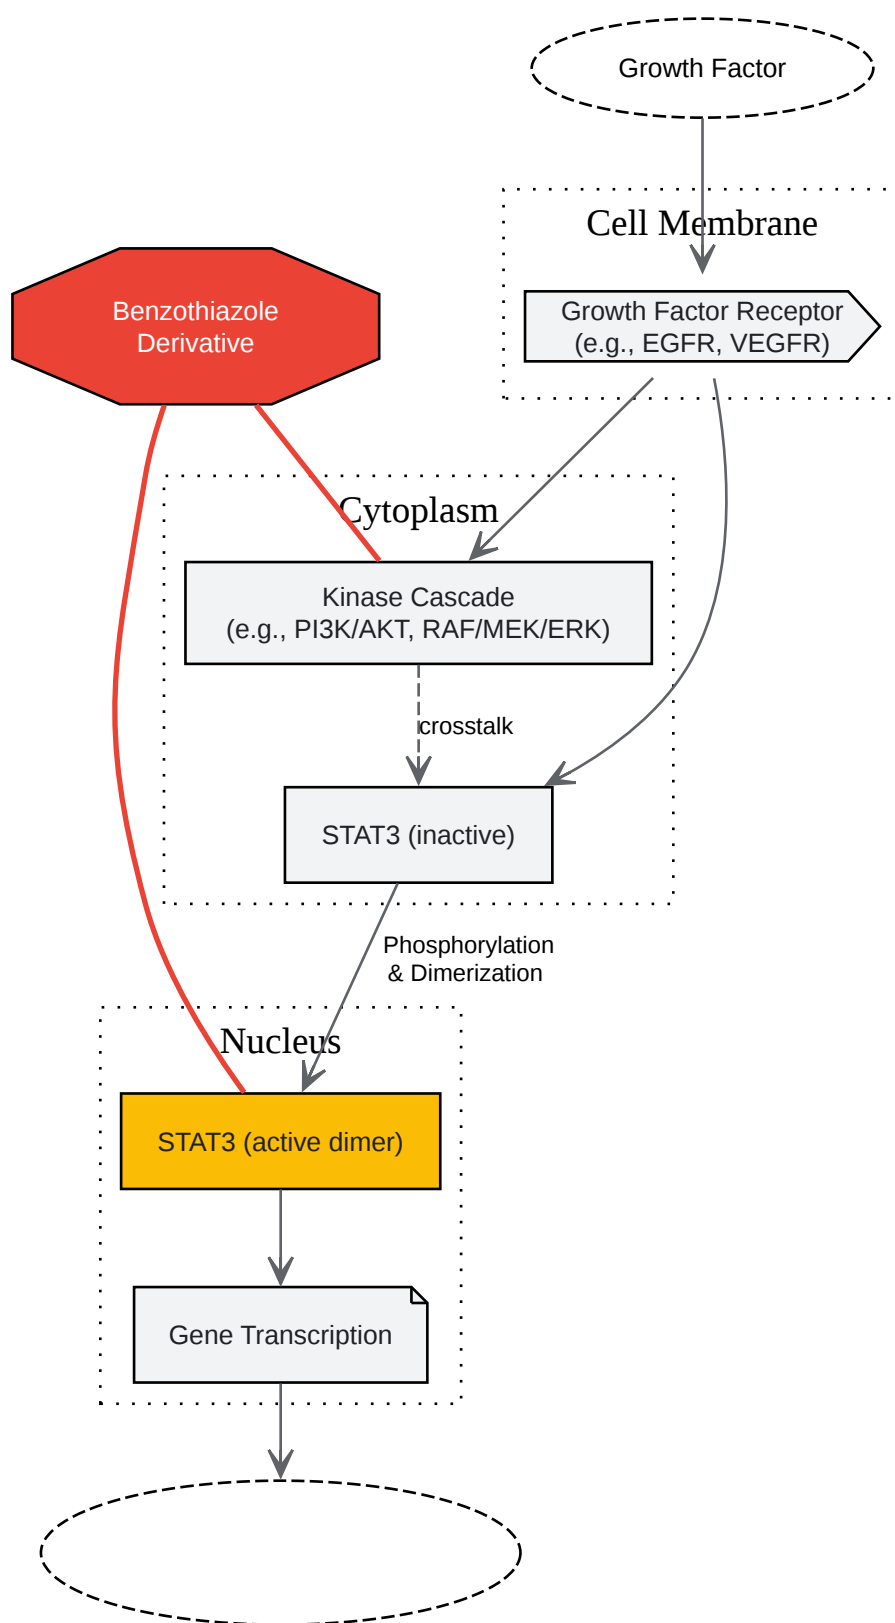 Growth Factor
Cell Membrane
Growth Factor Receptor
(e.g., EGFR, VEGFR)
Benzothiazole
Derivative
Cytoplasm
Kinase Cascade
(e.g., PI3K/AKT, RAF/MEK/ERK)
crosstalk
STAT3 (inactive)
Phosphorylation
& Dimerization
Nucleus
STAT3 (active dimer)
Gene Transcription